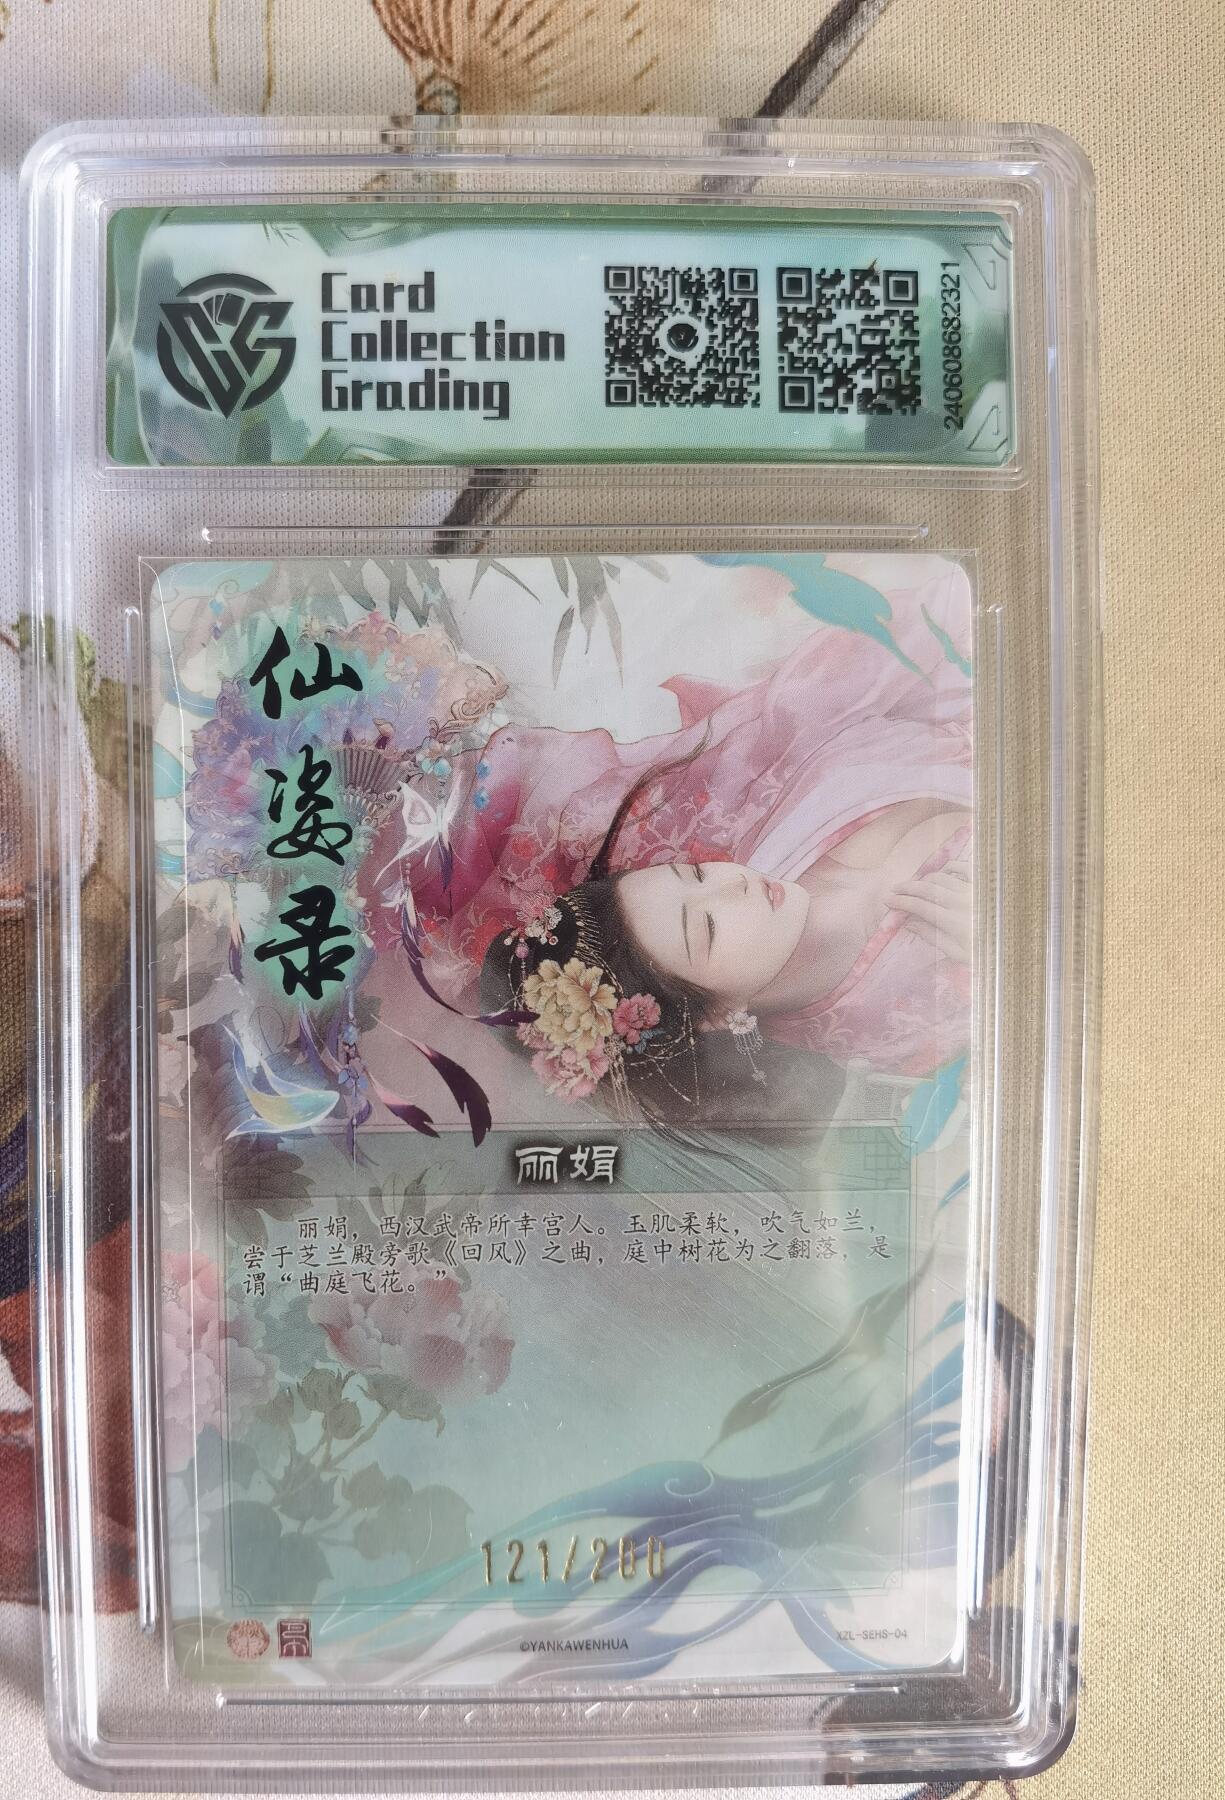 Card
Collection
Grading
240608682321
仙姿录
丽娟
丽娟，西汉武帝所幸宫人。玉肌柔软，吹气如兰，
尝于芝兰殿旁歌《回风》之曲，庭中树花为之翻落，是
谓“曲庭飞花。”
121/200
©YANKAWENHUA
XZL-SEHS-04